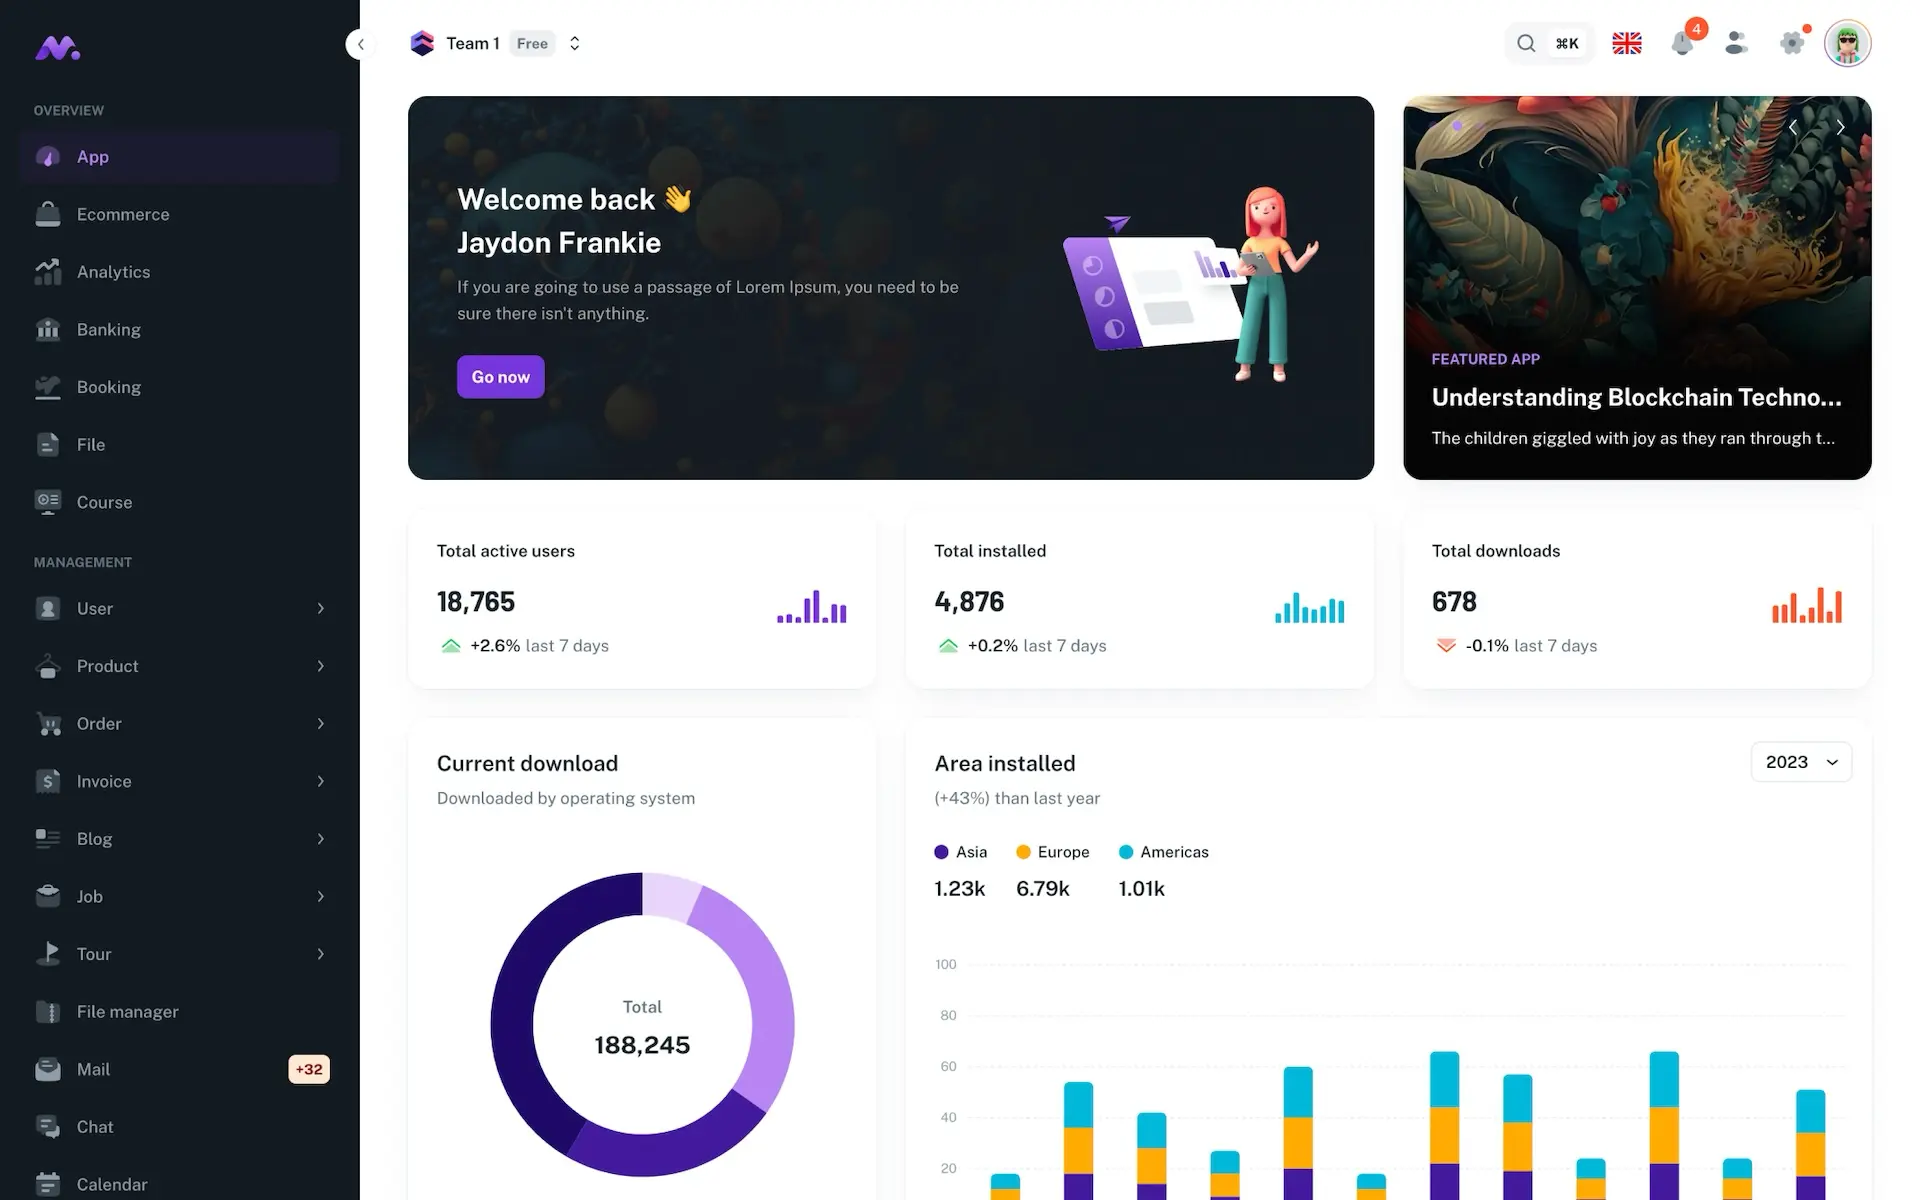 OVERVIEW
App
Ecommerce
Analytics
Banking
Booking
File
Course
MANAGEMENT
User
Product
Order
Invoice
Blog
Job
Tour
File manager
Mail
+32
Chat
Calendar
Team 1
Free
⌘K
4
Welcome back 👋
Jaydon Frankie
If you are going to use a passage of Lorem Ipsum, you need to be
sure there isn't anything.
Go now
FEATURED APP
Understanding Blockchain Techno...
The children giggled with joy as they ran through t...
Total active users
18,765
+2.6% last 7 days
Total installed
4,876
+0.2% last 7 days
Total downloads
678
-0.1% last 7 days
Current download
Downloaded by operating system
Total
188,245
Area installed
(+43%) than last year
2023
Asia
Europe
Americas
1.23k
6.79k
1.01k
100
80
60
40
20